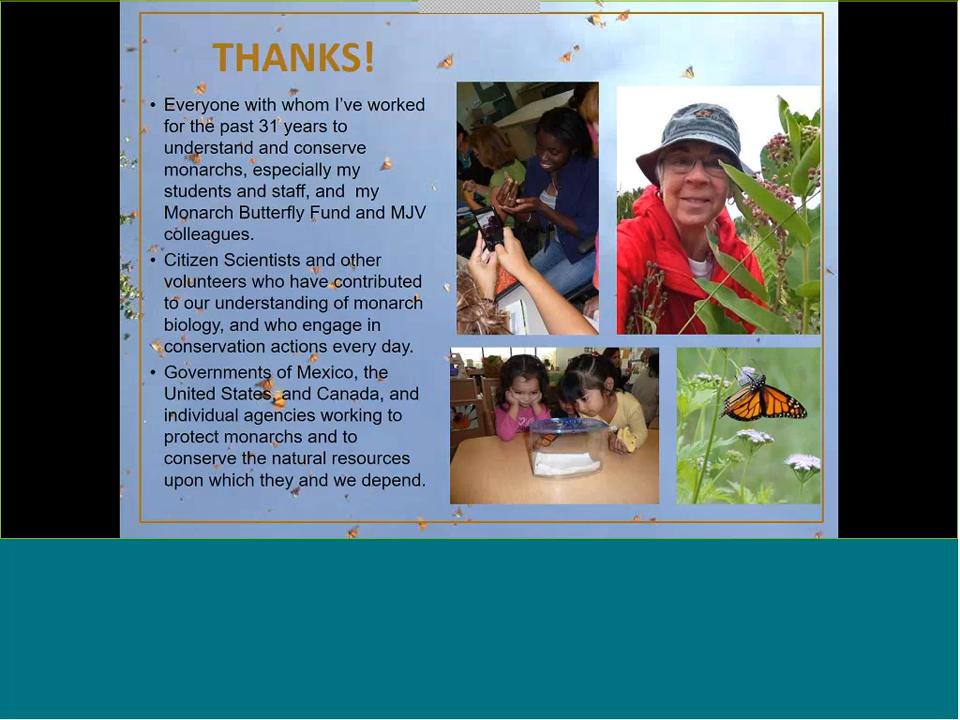 THANKS!
• Everyone with whom I've worked
for the past 31 years to
understand and conserve
monarchs, especially my
students and staff, and  my
Monarch Butterfly Fund and MJV
colleagues.
• Citizen Scientists and other
volunteers who have contributed
to our understanding of monarch
biology, and who engage in
conservation actions every day.
• Governments of Mexico, the
United States, and Canada, and
individual agencies working to
protect monarchs and to
conserve the natural resources
upon which they and we depend.